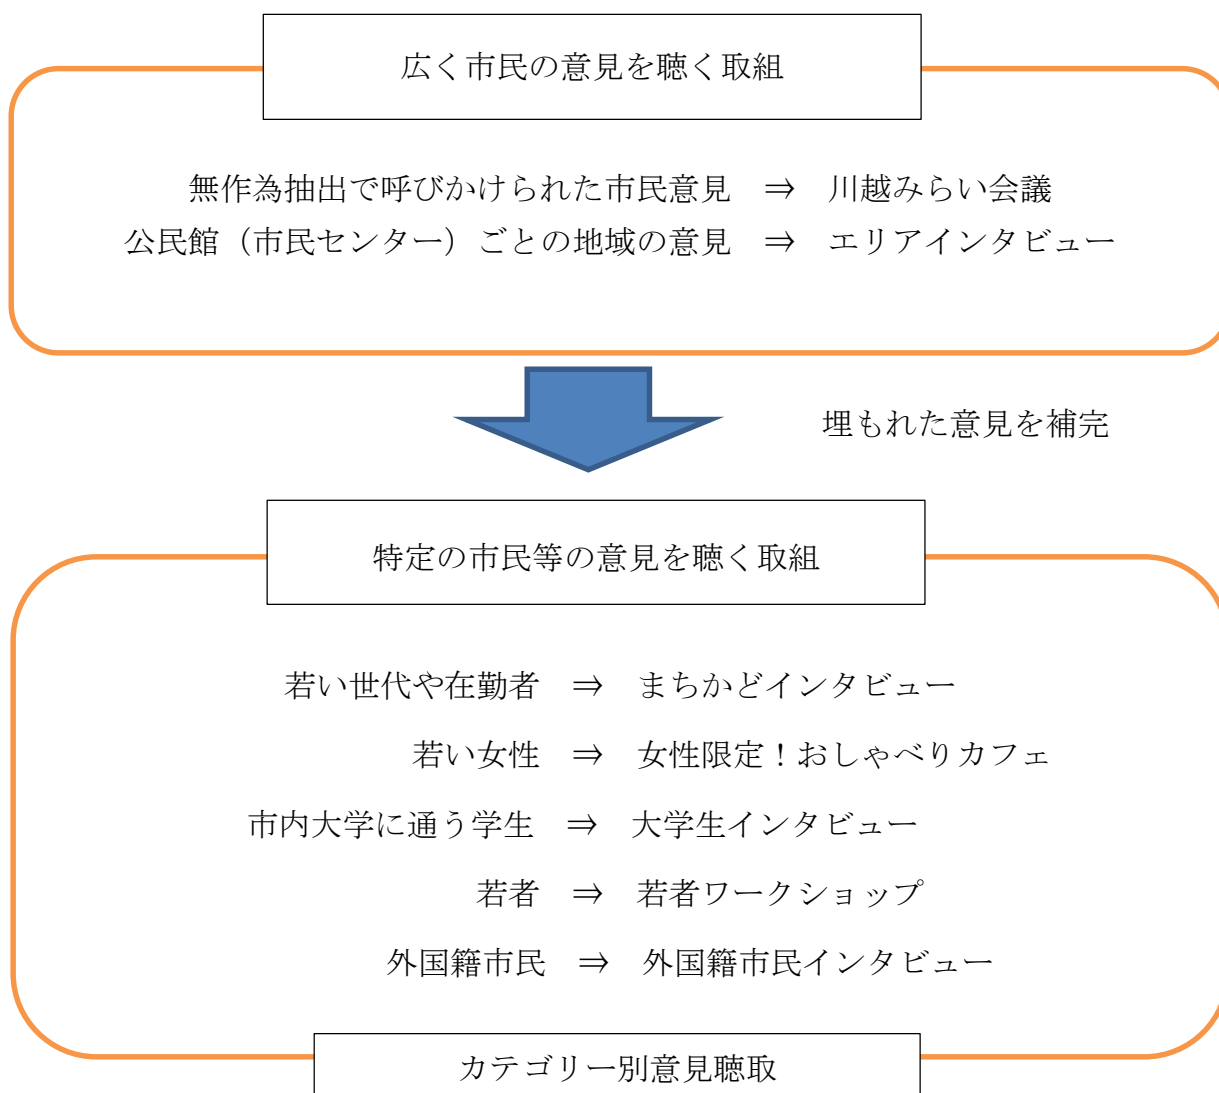 広く市民の意見を聴く取組
無作為抽出で呼びかけられた市民意見　⇒　川越みらい会議
公民館（市民センター）ごとの地域の意見　⇒　エリアインタビュー
埋もれた意見を補完
特定の市民等の意見を聴く取組
若い世代や在勤者　⇒　まちかどインタビュー
若い女性　⇒　女性限定！おしゃべりカフェ
市内大学に通う学生　⇒　大学生インタビュー
若者　⇒　若者ワークショップ
外国籍市民　⇒　外国籍市民インタビュー
カテゴリー別意見聴取